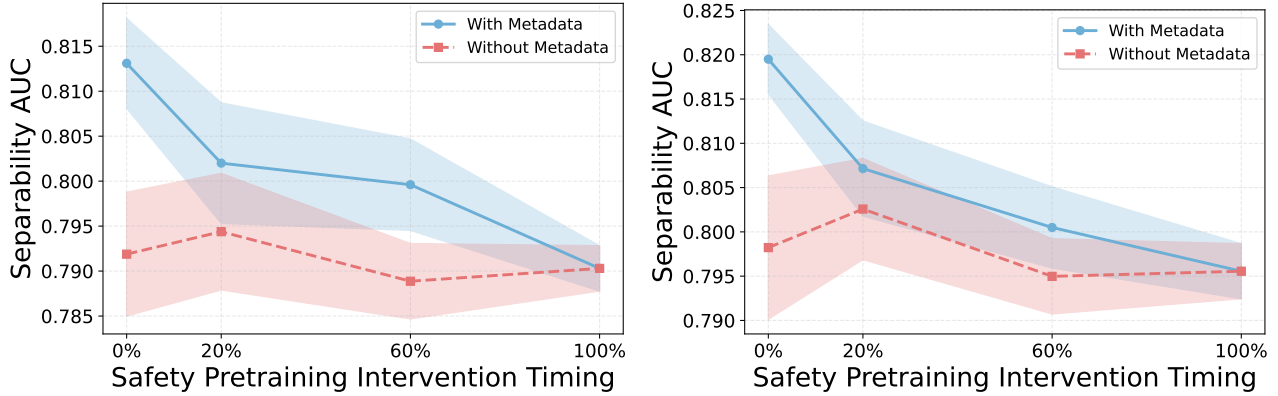 With Metadata
Without Metadata
0.815
0.810
0.805
0.800
0.795
0.790
0.785
Separability AUC
0% 20% 60% 100%
Safety Pretraining Intervention Timing
With Metadata
Without Metadata
0.825
0.820
0.815
0.810
0.805
0.800
0.795
0.790
Separability AUC
0% 20% 60% 100%
Safety Pretraining Intervention Timing